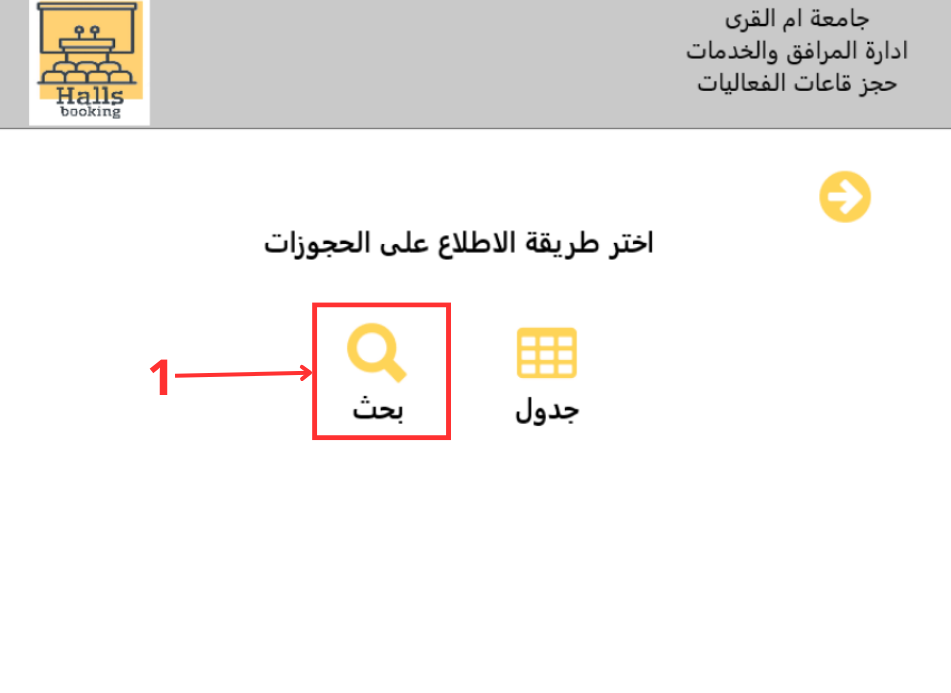 جامعة ام القرى
ادارة المرافق والخدمات
حجز قاعات الفعاليات
Halls
booking
اختر طريقة الاطلاع على الحجوزات
جدول
بحث
1